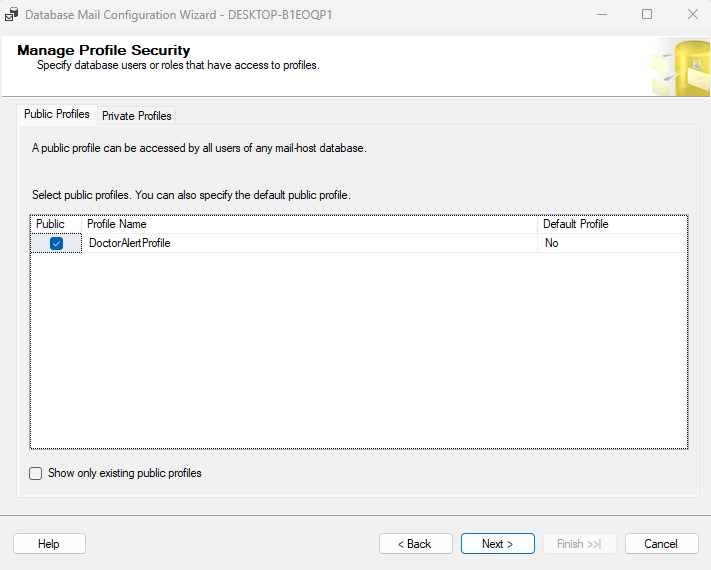 Database Mail Configuration Wizard - DESKTOP-B1EOQP1
Manage Profile Security
Specify database users or roles that have access to profiles.
Public Profiles Private Profiles
A public profile can be accessed by all users of any mail-host database.
Select public profiles. You can also specify the default public profile.
Public Profile Name Default Profile
DoctorAlertProfile No
Show only existing public profiles
Help < Back Next > Finish >>| Cancel